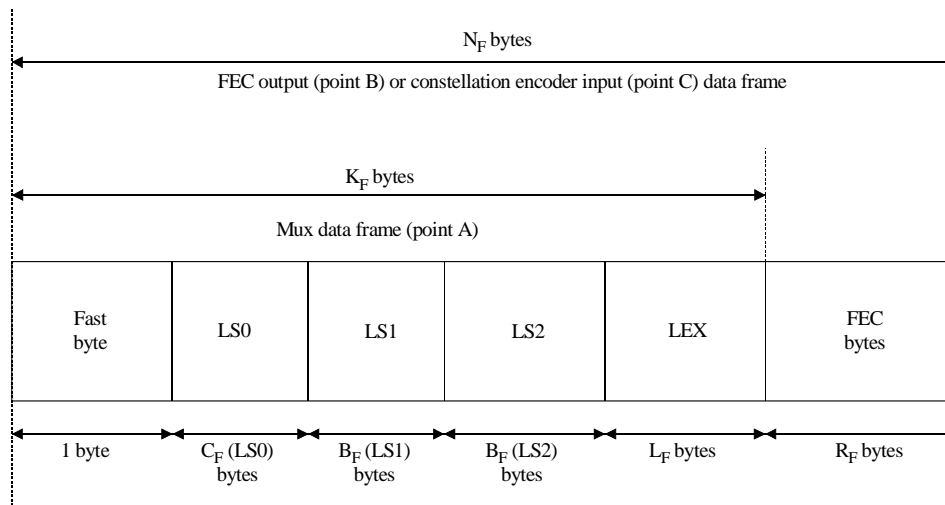 N_F bytes
FEC output (point B) or constellation encoder input (point C) data frame
K_F bytes
Mux data frame (point A)
Fast
byte
LS0
LS1
LS2
LEX
FEC
bytes
1 byte
C_F (LS0)
bytes
B_F (LS1)
bytes
B_F (LS2)
bytes
L_F bytes
R_F bytes